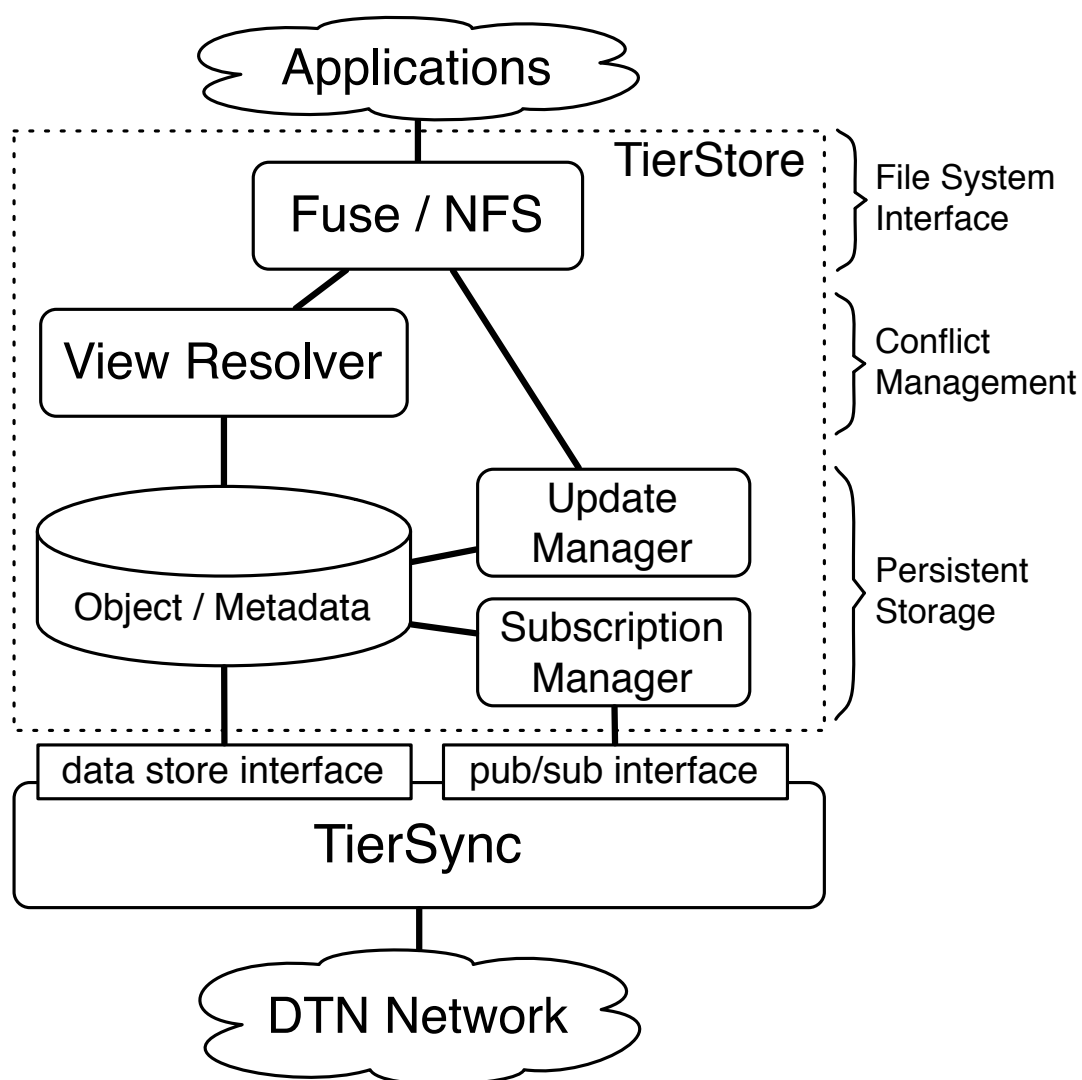 Applications
TierStore
Fuse / NFS
File System
Interface
View Resolver
Conflict
Management
Update
Manager
Object / Metadata
Subscription
Manager
Persistent
Storage
data store interface
pub/sub interface
TierSync
DTN Network